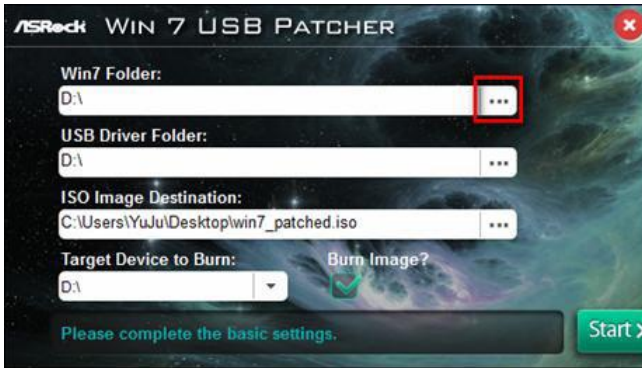 ASRock WIN 7 USB PATCHER
Win7 Folder:
D:\
USB Driver Folder:
D:\
ISO Image Destination:
C:\Users\YuJu\Desktop\win7_patched.iso
Target Device to Burn: Burn Image?
D:\
Please complete the basic settings.
Start